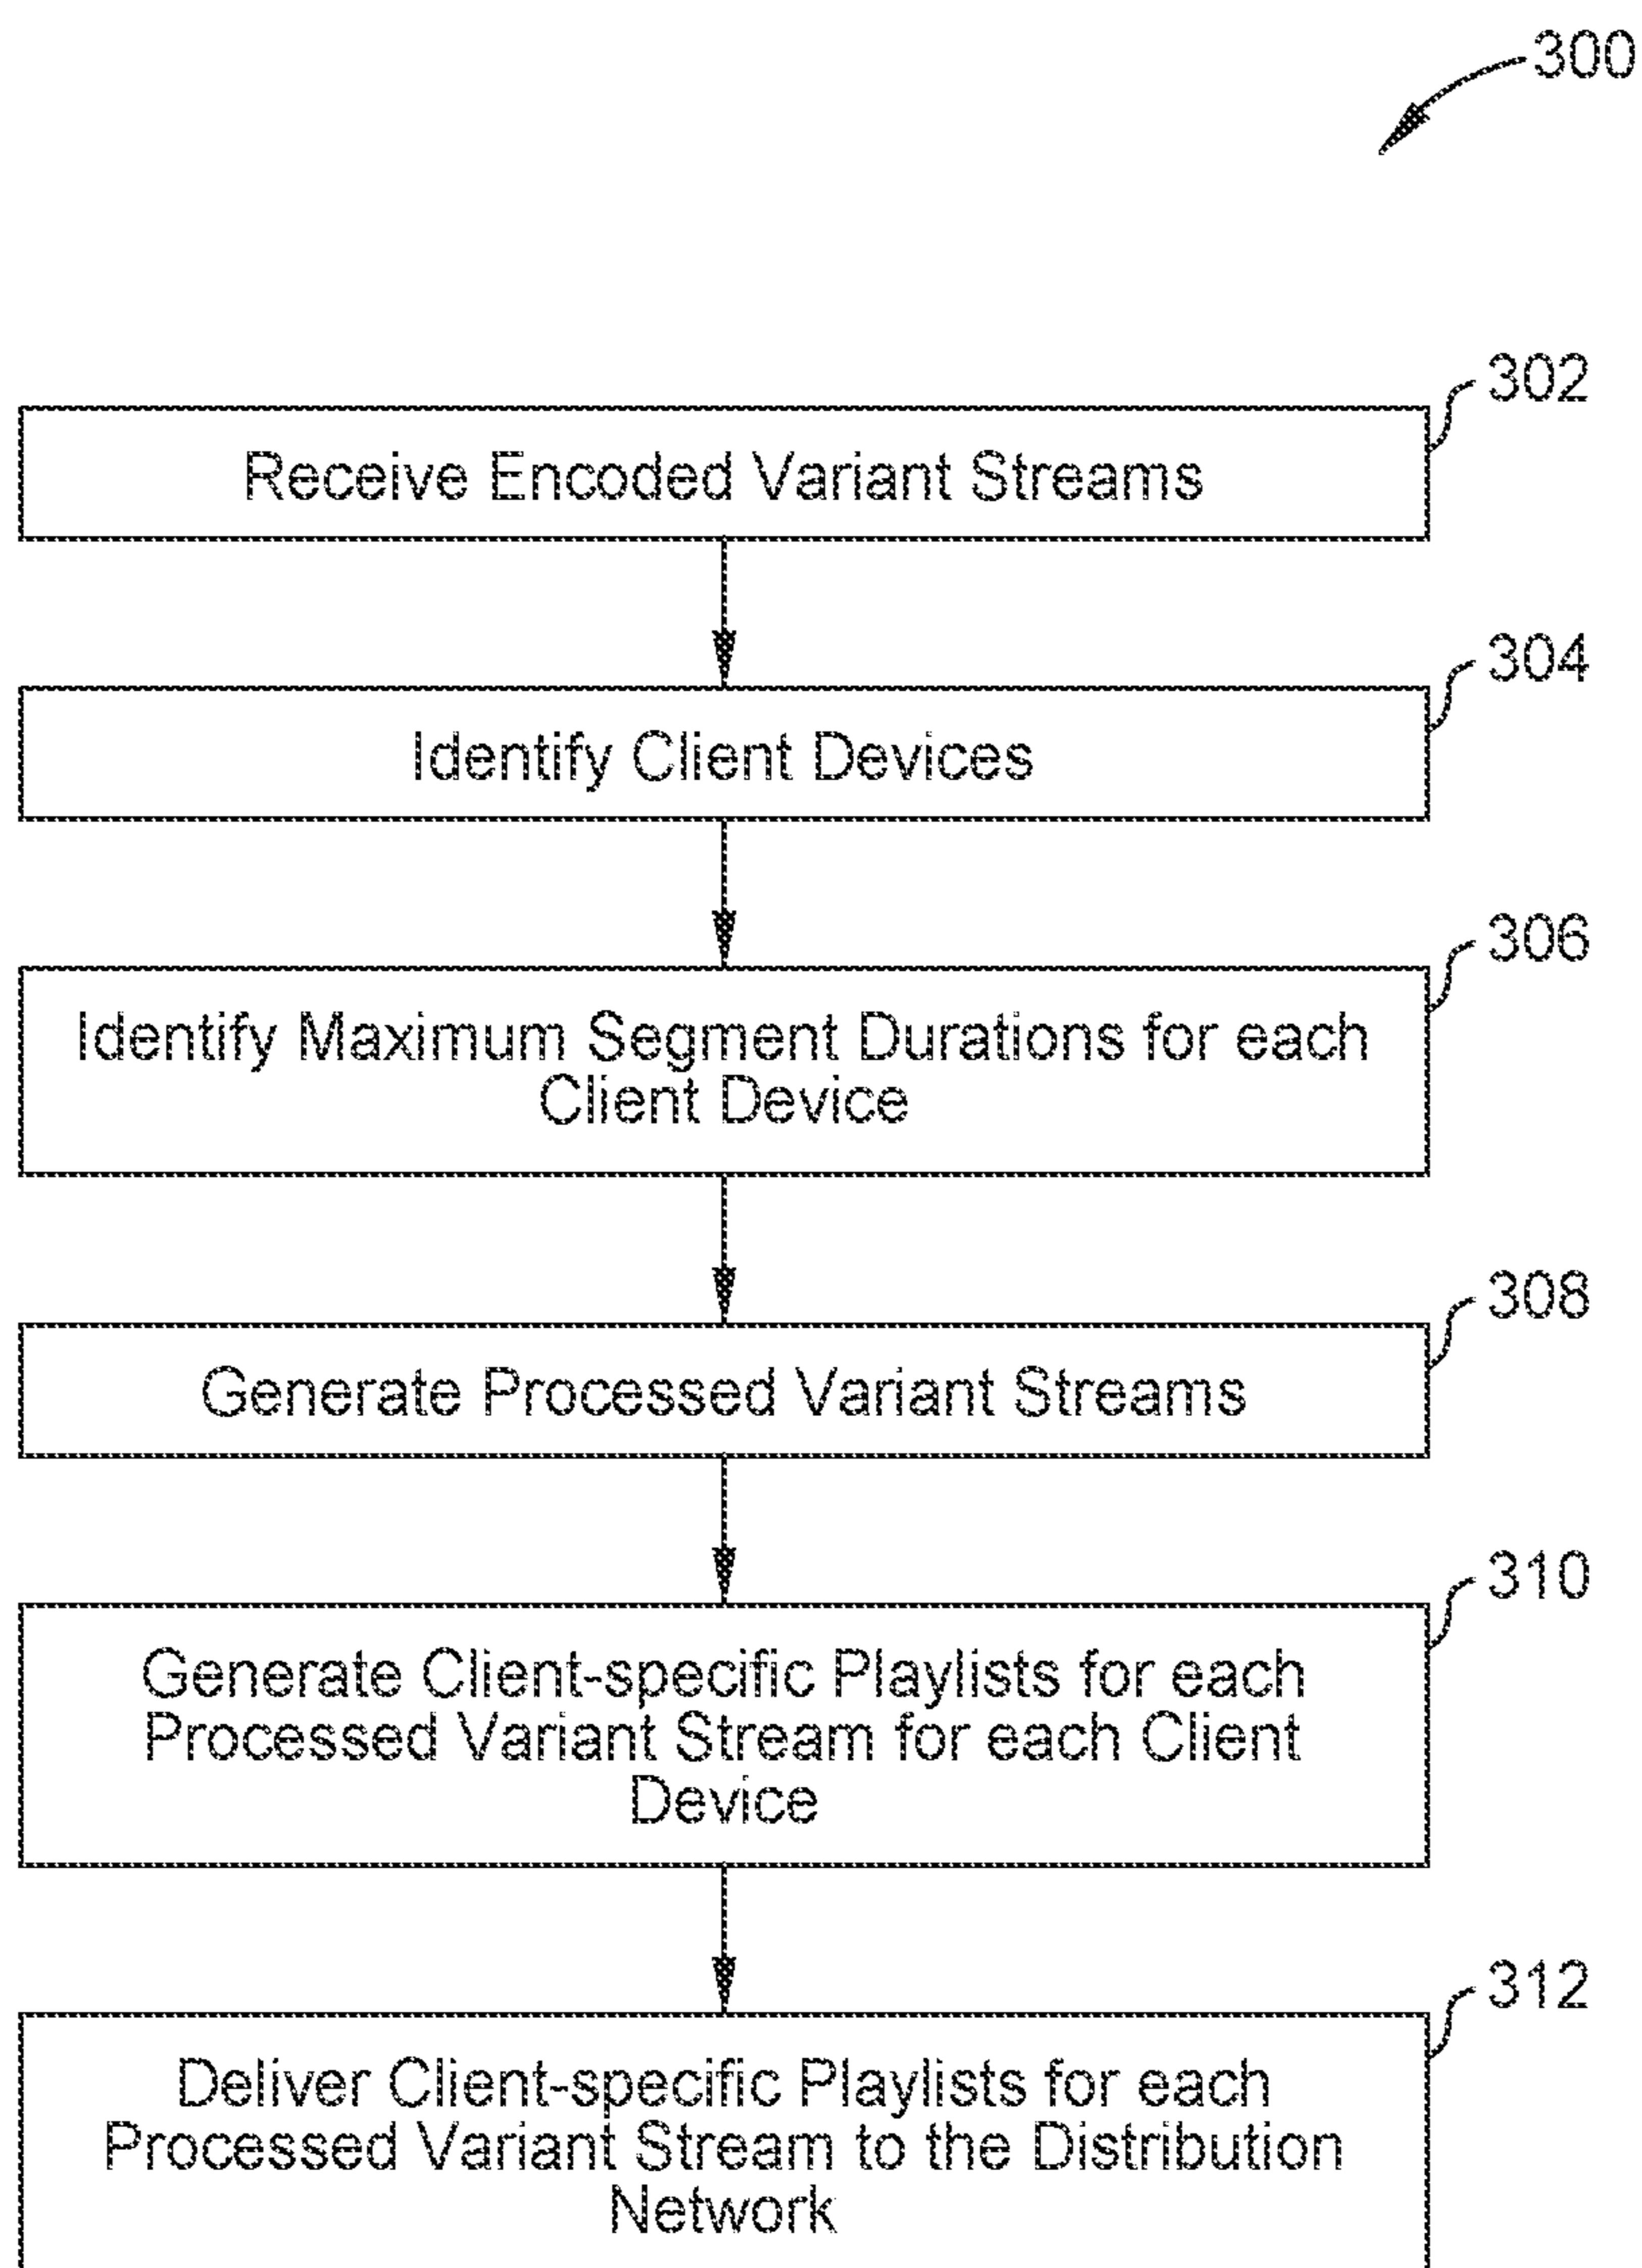 300
302
Receive Encoded Variant Streams
304
Identify Client Devices
306
Identify Maximum Segment Durations for each
Client Device
308
Generate Processed Variant Streams
310
Generate Client-specific Playlists for each
Processed Variant Stream for each Client
Device
312
Deliver Client-specific Playlists for each
Processed Variant Stream to the Distribution
Network